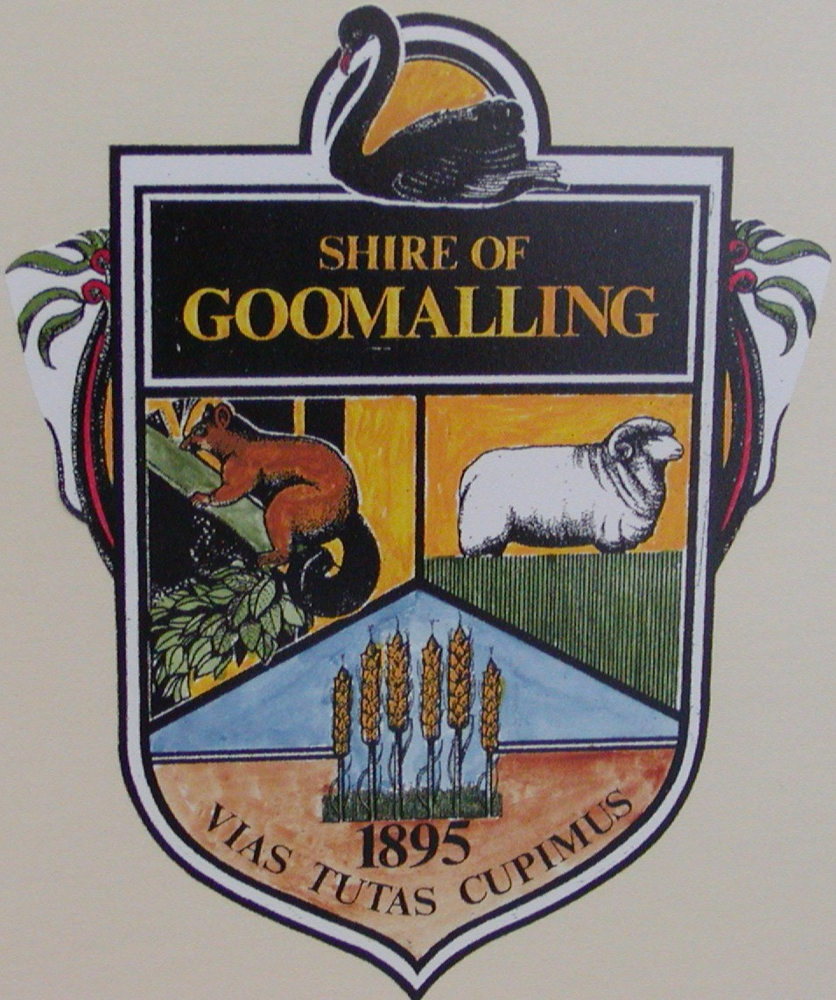 SHIRE OF
GOOMALLING
1895
VIAS TUTAS CUPIMUS